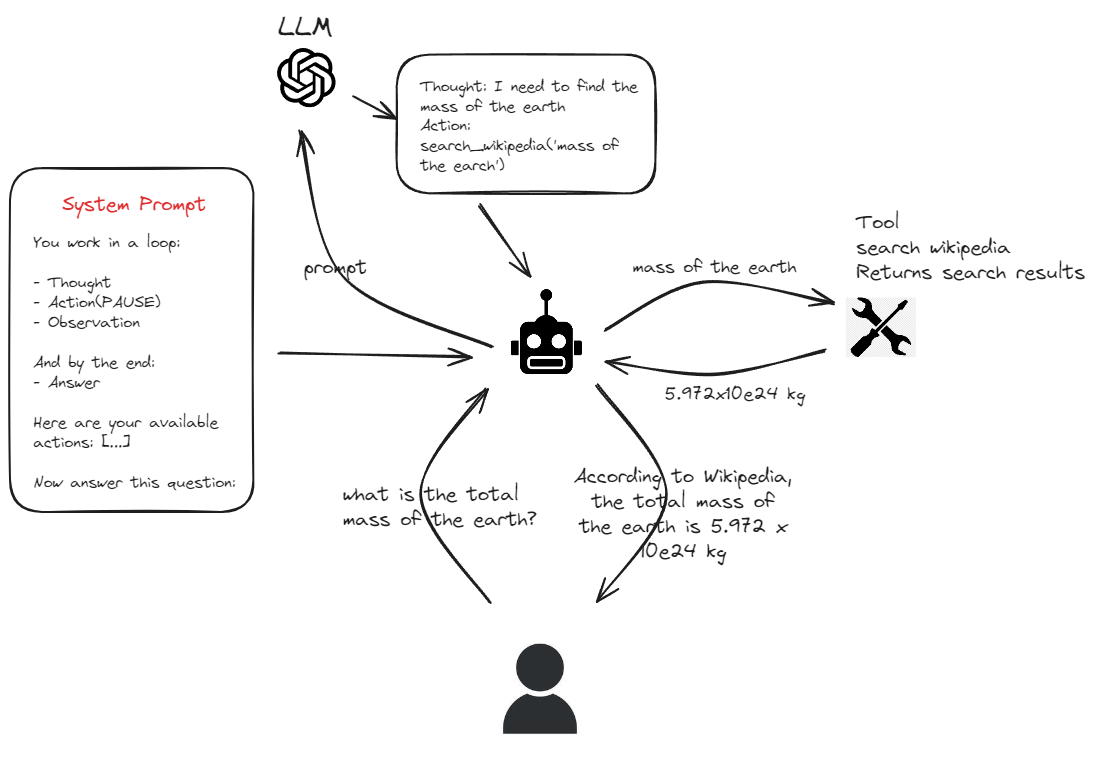 LLM
Thought: I need to find the
mass of the earth
Action:
search_wikipedia('mass of
the earch')
System Prompt
You work in a loop:
- Thought
- Action(PAUSE)
- Observation
And by the end:
- Answer
Here are your available
actions: [...]
Now answer this question:
prompt
mass of the earth
Tool
search wikipedia
Returns search results
5.972x10e24 kg
what is the total
mass of the earth?
According to Wikipedia,
the total mass of
the earth is 5.972 x
10e24 kg